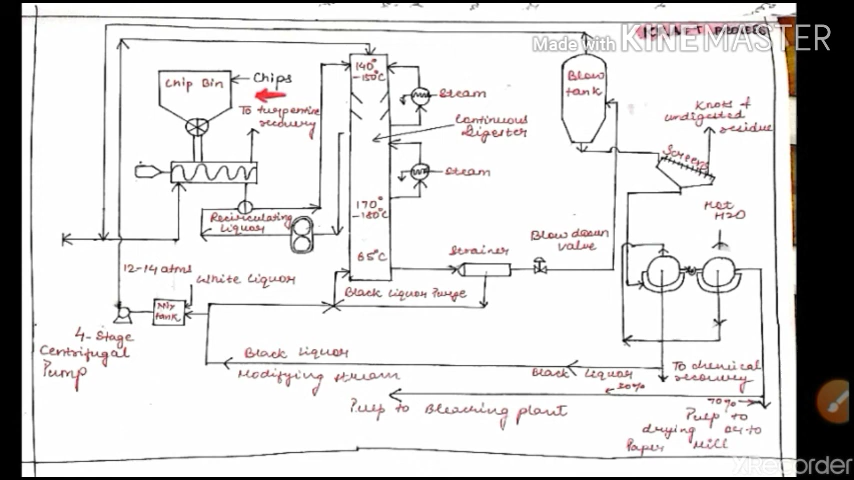 Made with KINEMASTER
Chip Bin
Chips
To turpentine
recovery
140°
-150°C
Steam
Continuous
Digester
Steam
170°
-180°C
65°C
Recirculating
liquor
Blow
tank
Knots &
undigested
residue
Screens
Hot
H2O
Strainer
Blow down
valve
12-14 atms
White liquor
Mix
tank
Black liquor Purge
4-Stage
Centrifugal
Pump
Black liquor
Modifying stream
Black liquor
To chemical
recovery
30%
Pulp to Bleaching plant
70%
Pulp to
drying
Paper Mill
XRecorder